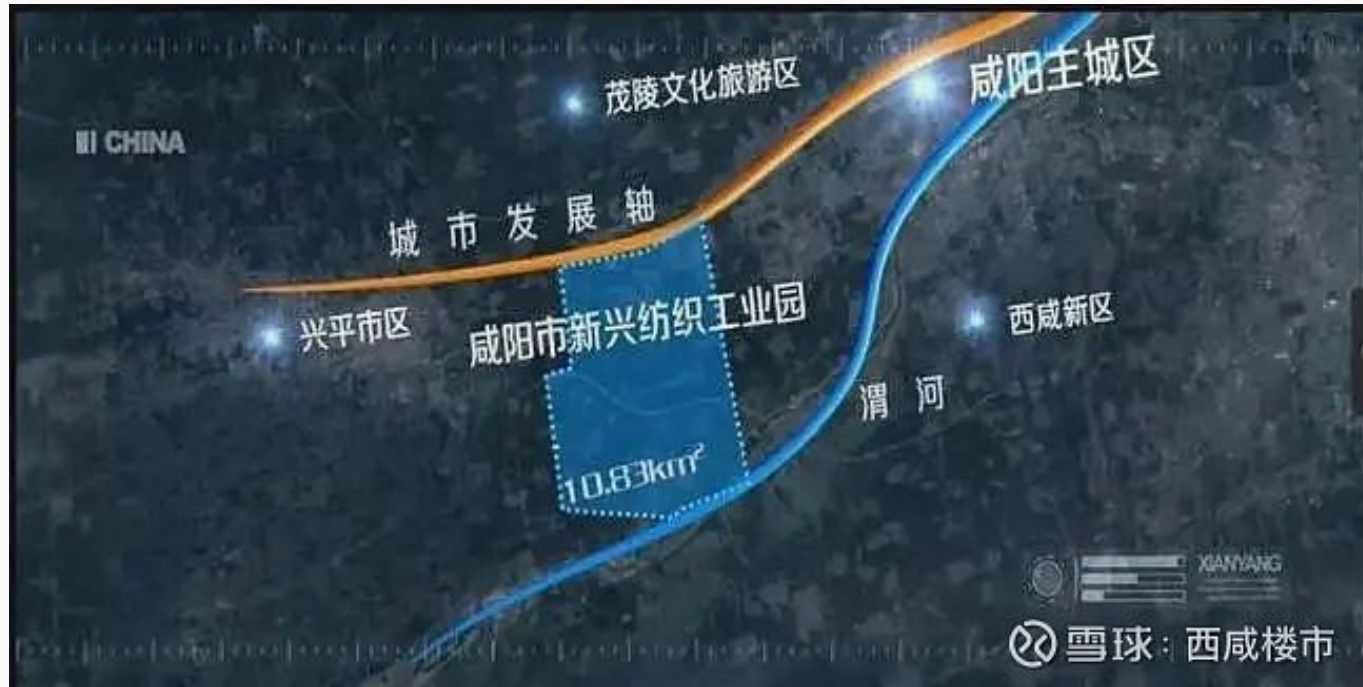 咸阳主城区
茂陵文化旅游区
III CHINA
城市发展轴
咸阳市新兴纺织工业园
兴平市区
西咸新区
渭河
10.83km²
XIANYANG
雪球：西咸楼市